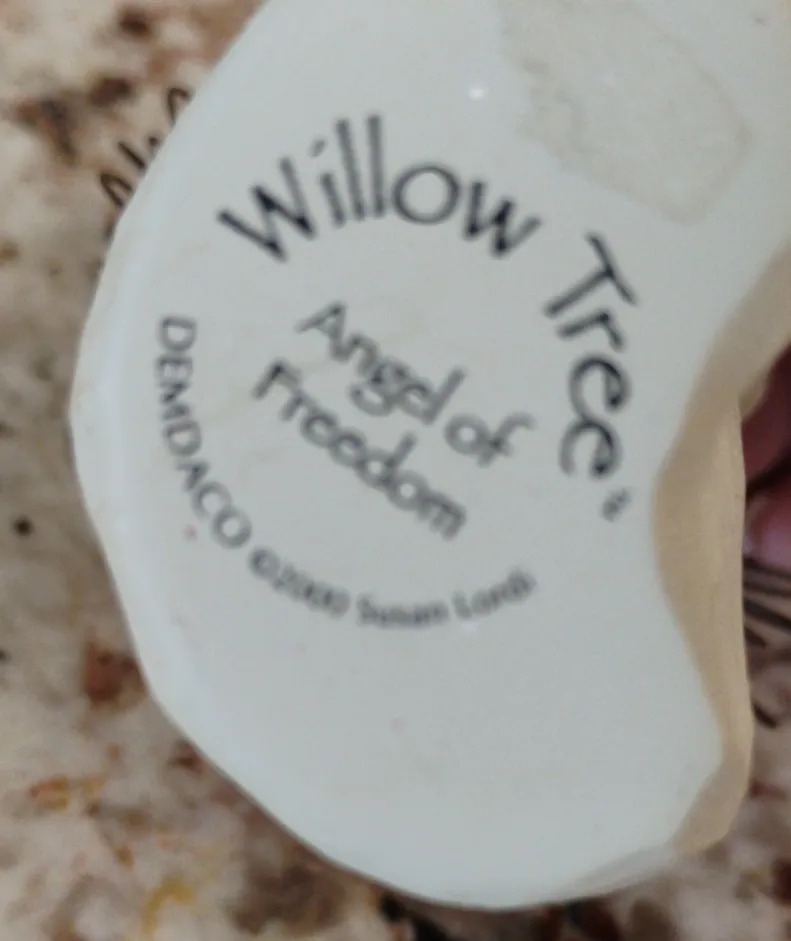 Willow Tree®
Angel of
Freedom
DEMDACO ©2000 Susan Lordi